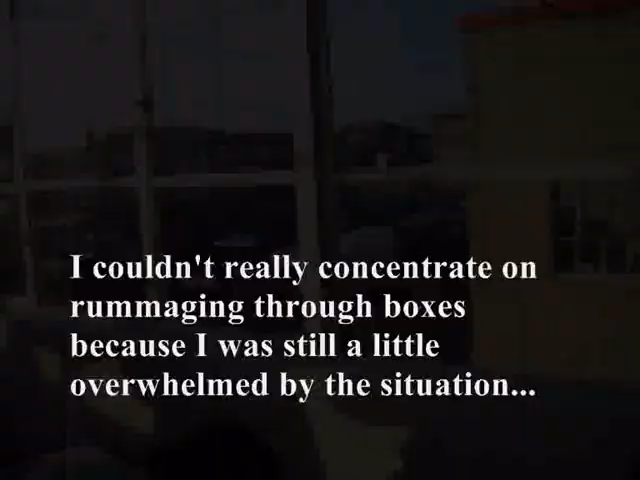 I couldn't really concentrate on
rummaging through boxes
because I was still a little
overwhelmed by the situation...